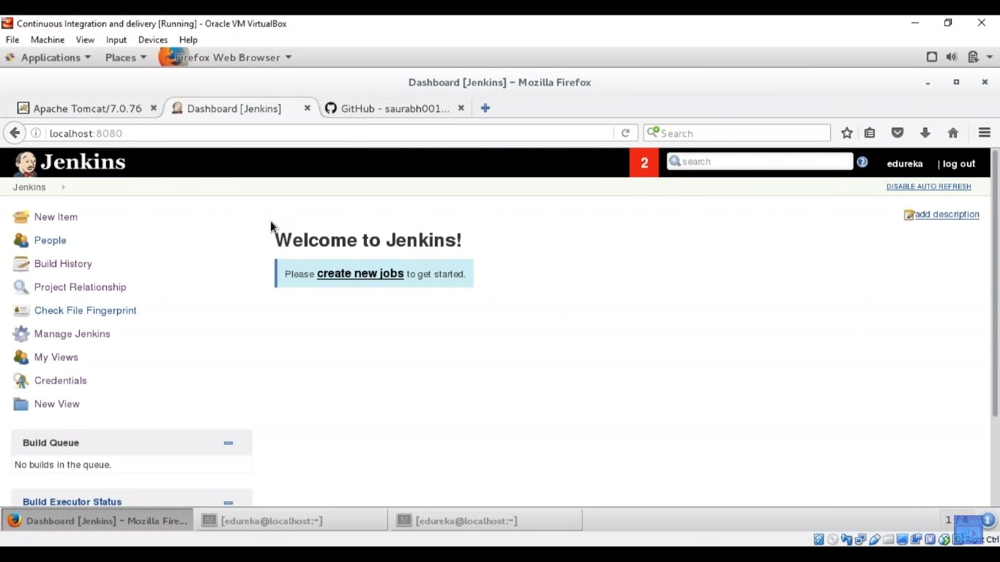 Continuous Integration and delivery [Running] - Oracle VM VirtualBox
File Machine View Input Devices Help
Applications Places Firefox Web Browser
Dashboard [Jenkins] - Mozilla Firefox
Apache Tomcat/7.0.76 Dashboard [Jenkins] GitHub - saurabh001...
localhost:8080 Search
Jenkins 2 search edureka | log out
Jenkins DISABLE AUTO REFRESH
New Item add description
People Welcome to Jenkins!
Build History
Please create new jobs to get started.
Project Relationship
Check File Fingerprint
Manage Jenkins
My Views
Credentials
New View
Build Queue
No builds in the queue.
Build Executor Status
Dashboard [Jenkins] - Mozilla Fire... [edureka@localhost:~] [edureka@localhost:~] 1 / 4 1
Right Ctrl